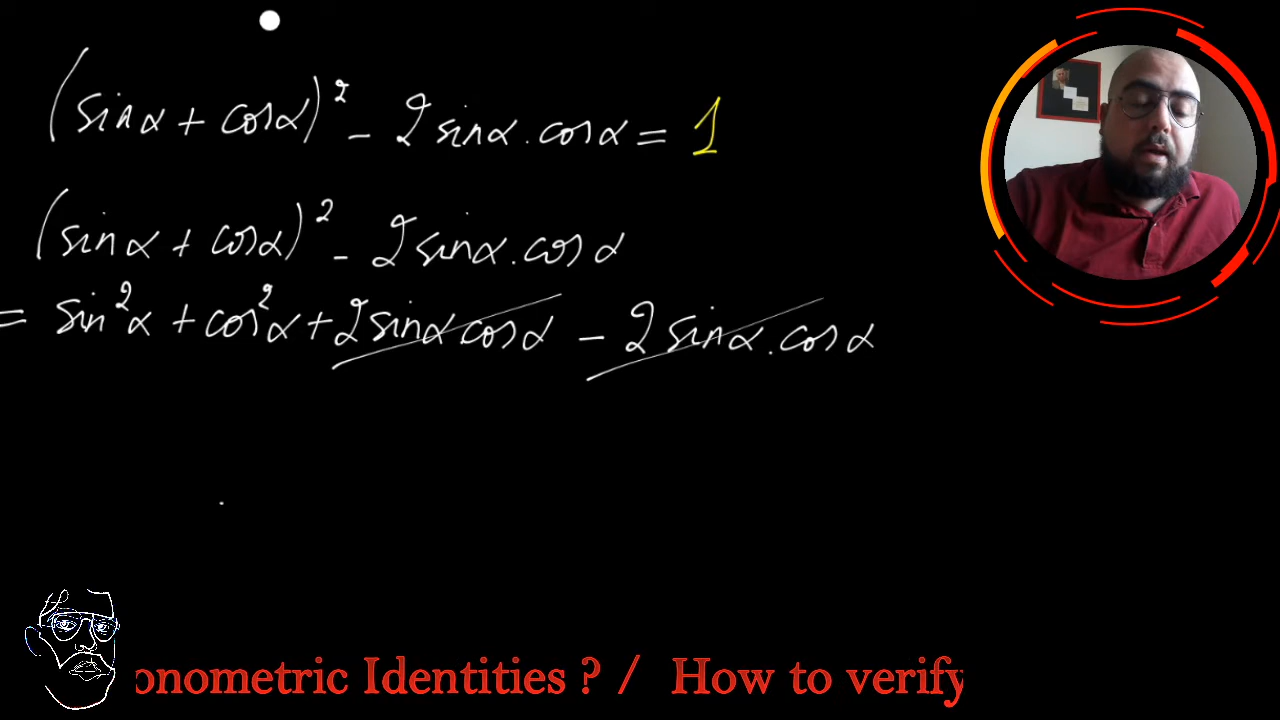 (sinα + cosα)² - 2 sinα . cosα = 1
(sinα + cosα)² - 2 sinα . cosα
= sin²α + cos²α + 2 sinα cosα - 2 sinα . cosα
onometric Identities ? / How to verify